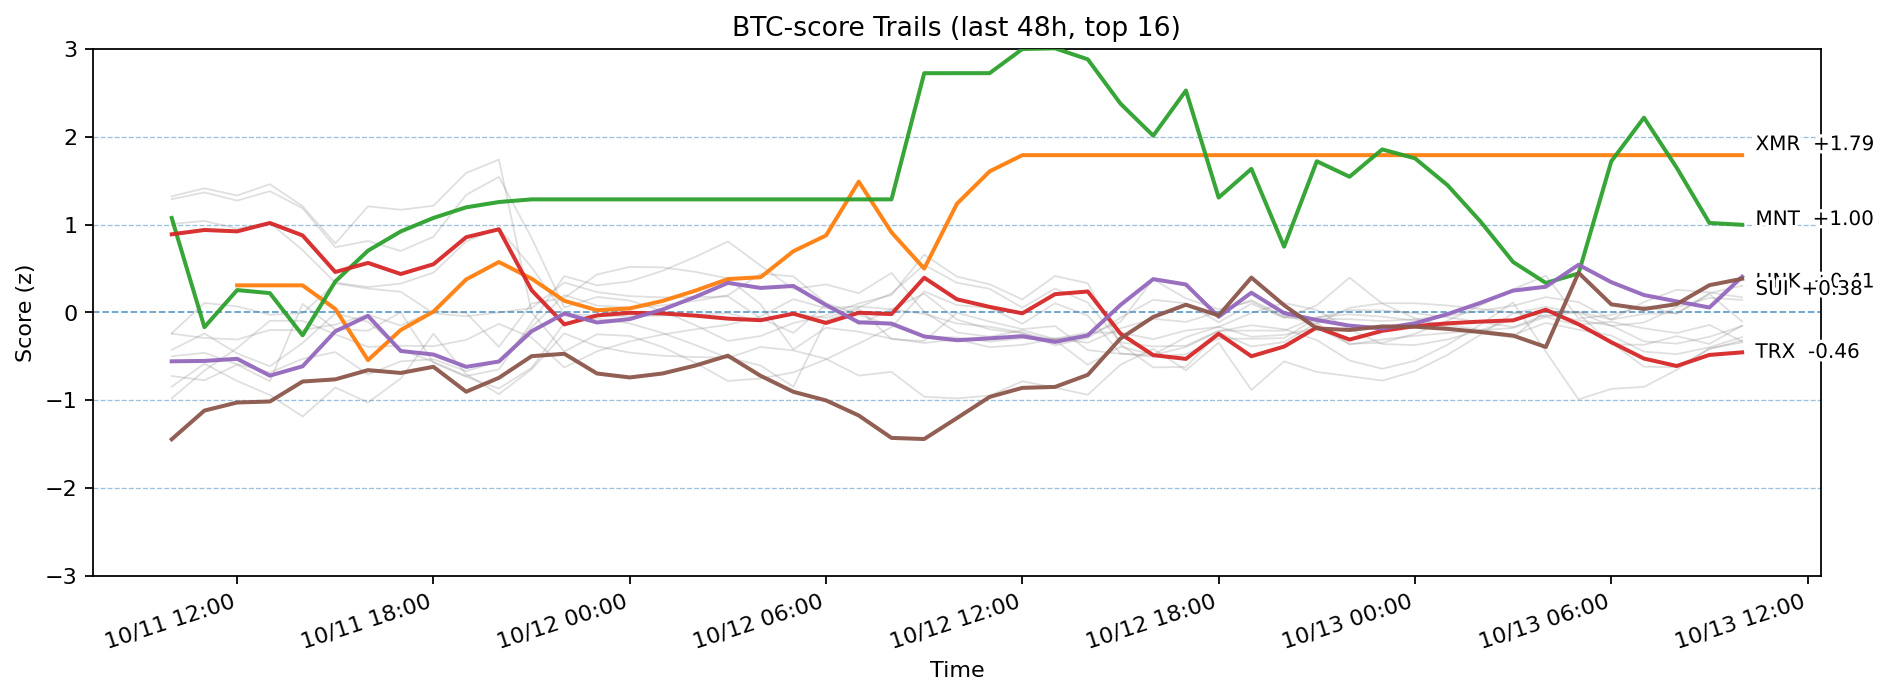 BTC-score Trails (last 48h, top 16)
Score (z)
3
2
1
0
−1
−2
−3
XMR +1.79
MNT +1.00
LINK +0.41
SUI +0.38
TRX -0.46
10/11 12:00
10/11 18:00
10/12 00:00
10/12 06:00
10/12 12:00
10/12 18:00
10/13 00:00
10/13 06:00
10/13 12:00
Time